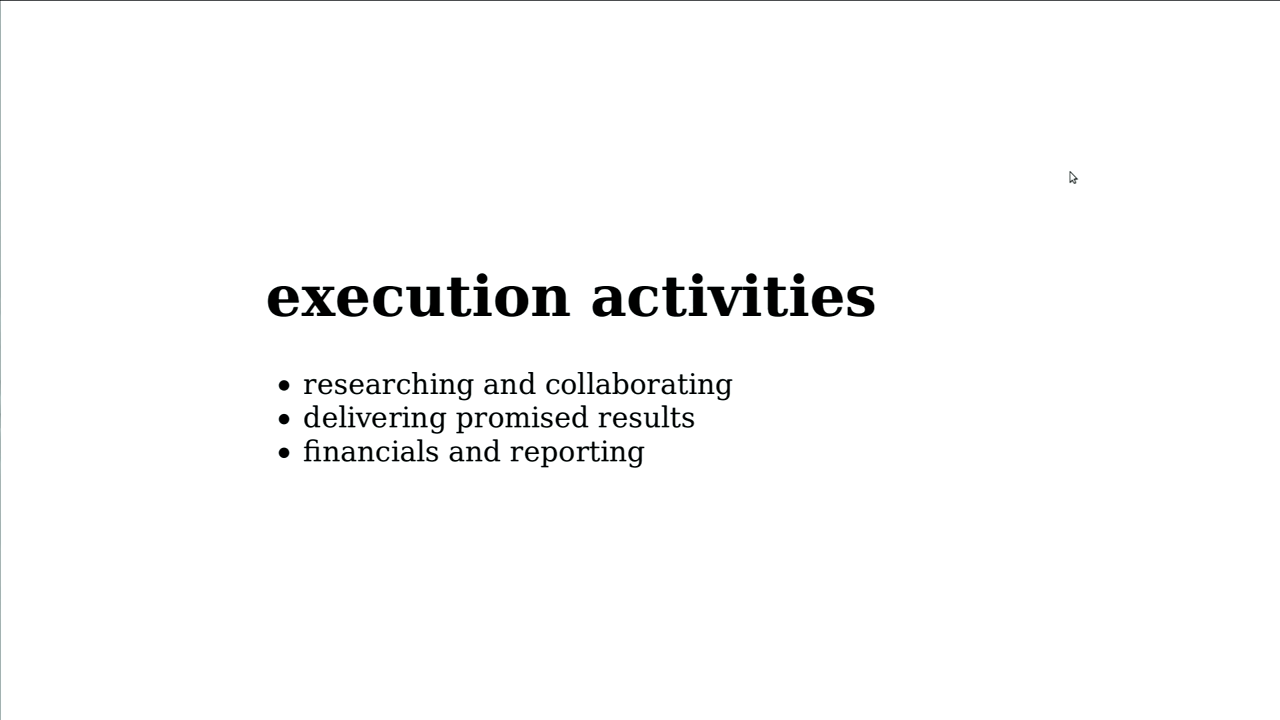 execution activities
researching and collaborating
delivering promised results
financials and reporting